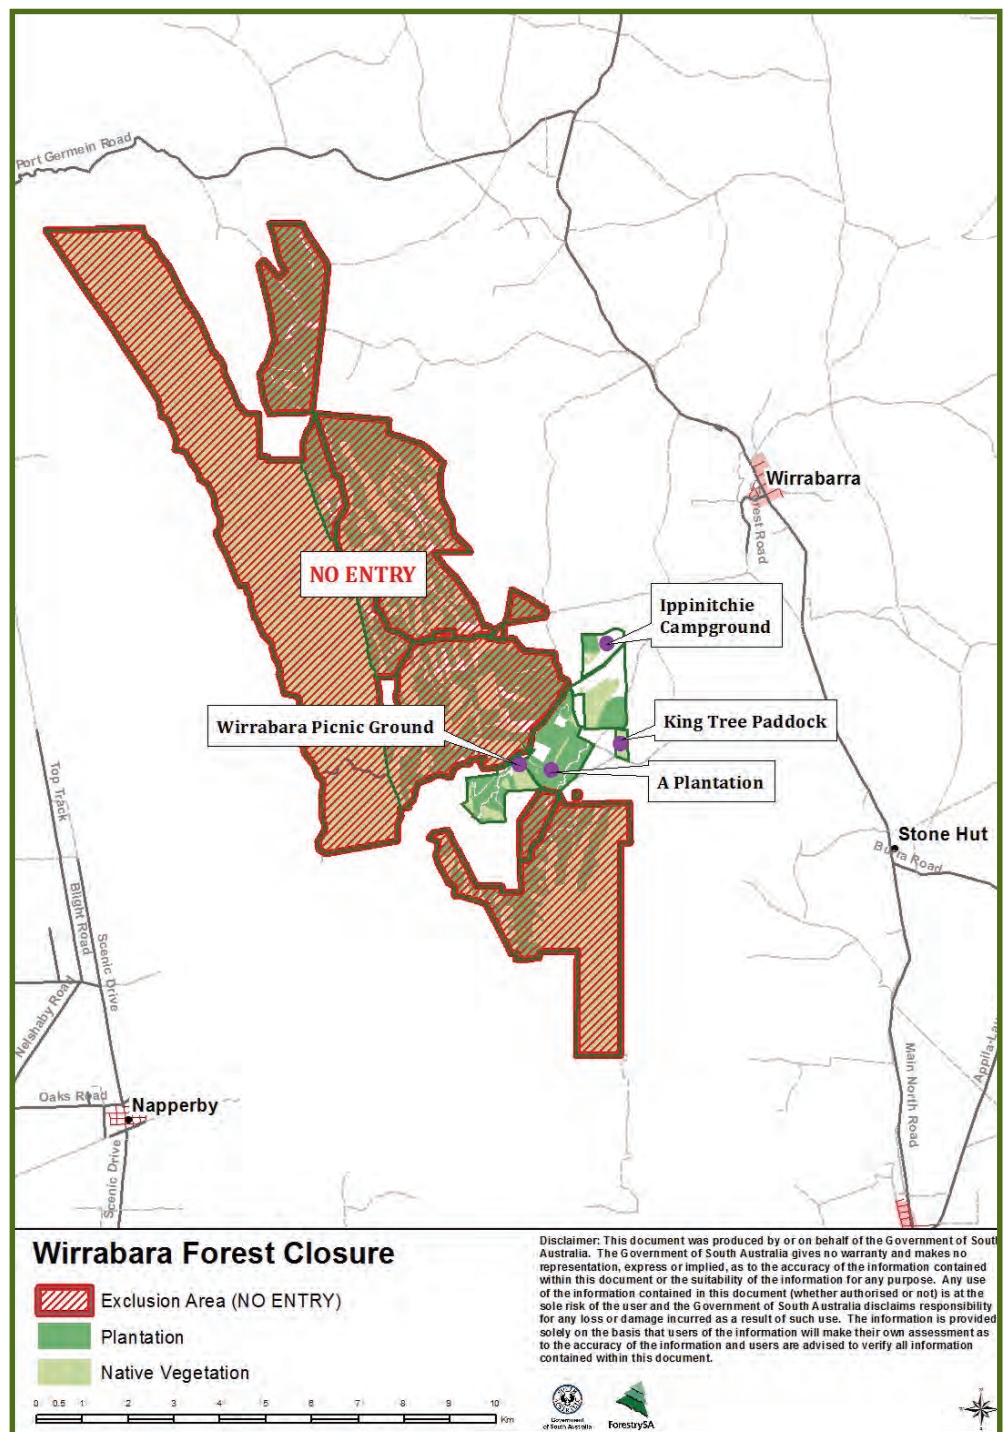 Port Germein Road
Wirrabarra
Forest Road
NO ENTRY
Ippinitchie
Campground
Wirrabara Picnic Ground
King Tree Paddock
A Plantation
Top Track
Stone Hut
Burra Road
Blight Road
Scenic Drive
Nelshaby Road
Main North Road
Oaks Road
Napperby
Scenic Drive
Wirrabara Forest Closure
Exclusion Area (NO ENTRY)
Plantation
Native Vegetation
0 0.5 1 2 3 4 5 6 7 8 9 10
Km
Disclaimer: This document was produced by or on behalf of the Government of South
Australia. The Government of South Australia gives no warranty and makes no
representation, express or implied, as to the accuracy of the information contained
within this document or the suitability of the information for any purpose. Any use
of the information contained in this document (whether authorised or not) is at the
sole risk of the user and the Government of South Australia disclaims responsibility
for any loss or damage incurred as a result of such use. The information is provided
solely on the basis that users of the information will make their own assessment as
to the accuracy of the information and users are advised to verify all information
contained within this document.
Government
of South Australia
ForestrySA